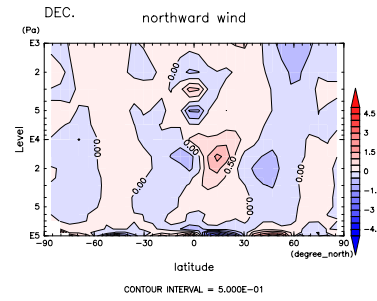 DEC.
northward wind
(Pa)
E3
2
5
E4
2
5
E5
Level
0.00
0.00
0.00
0.00
0.50
0.00
-90 -60 -30 0 30 60 90
(degree_north)
latitude
4.5
3
1.5
0
-1.5
-3
-4.
CONTOUR INTERVAL = 5.000E-01